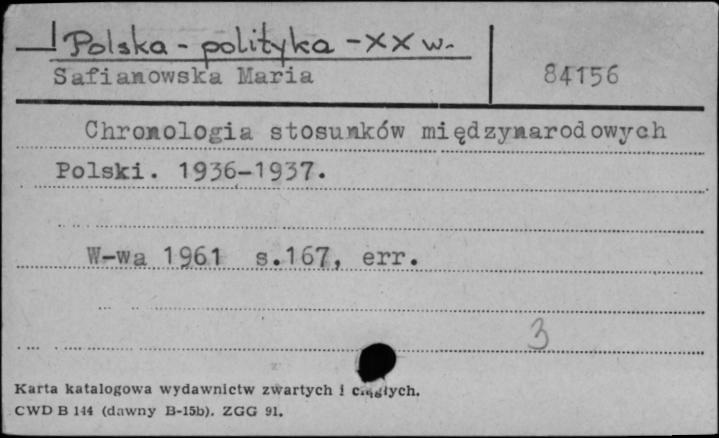 Polska - polityka - XX w.
Safianowska Maria 84156
Chronologia stosunków międzynarodowych
Polski. 1936-1937.
W-wa 1961 s.167, err.
3
Karta katalogowa wydawnictw zwartych i ciągłych.
CWD B 144 (dawny B-15b). ZGG 91.